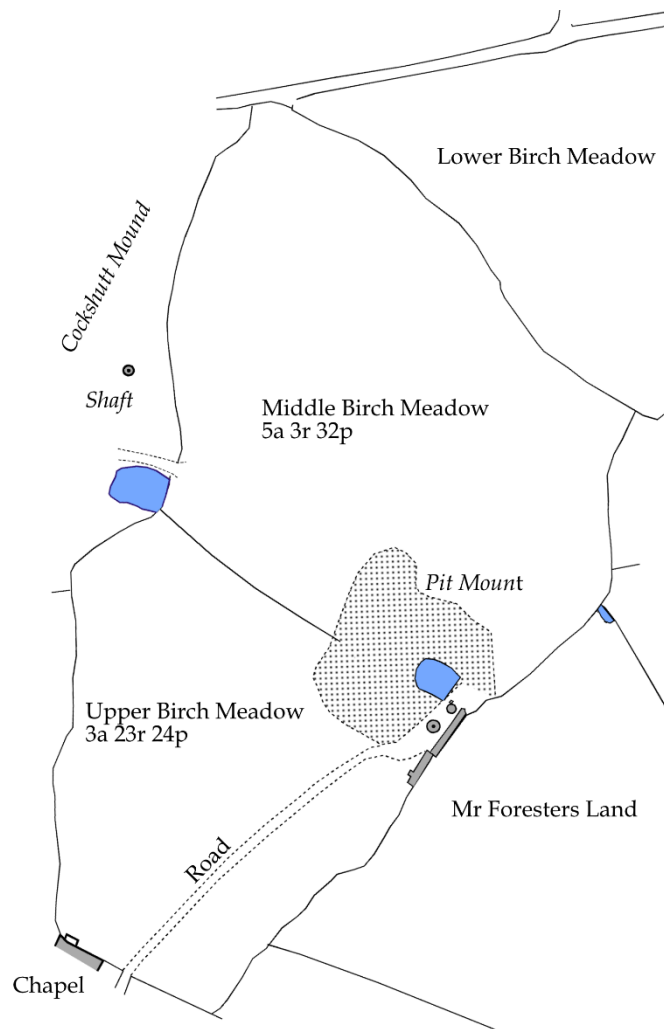 Lower Birch Meadow
Cockshutt Mound
Shaft
Middle Birch Meadow
5a 3r 32p
Pit Mount
Upper Birch Meadow
3a 23r 24p
Mr Foresters Land
Road
Chapel